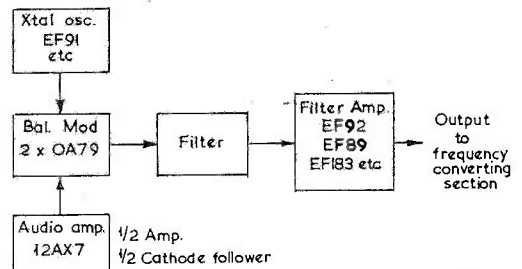 Xtal osc.
EF91
etc
Bal. Mod
2 x OA79
Filter
Filter Amp.
EF92
EF89
EF183 etc
Output
to
frequency
converting
section
Audio amp.
12AX7
1/2 Amp.
1/2 Cathode follower